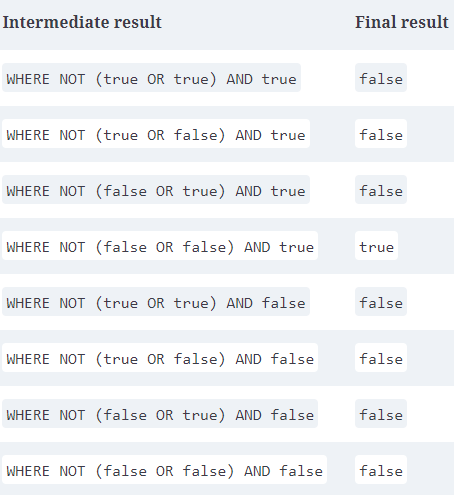 Intermediate result Final result
WHERE NOT (true OR true) AND true false
WHERE NOT (true OR false) AND true false
WHERE NOT (false OR true) AND true false
WHERE NOT (false OR false) AND true true
WHERE NOT (true OR true) AND false false
WHERE NOT (true OR false) AND false false
WHERE NOT (false OR true) AND false false
WHERE NOT (false OR false) AND false false